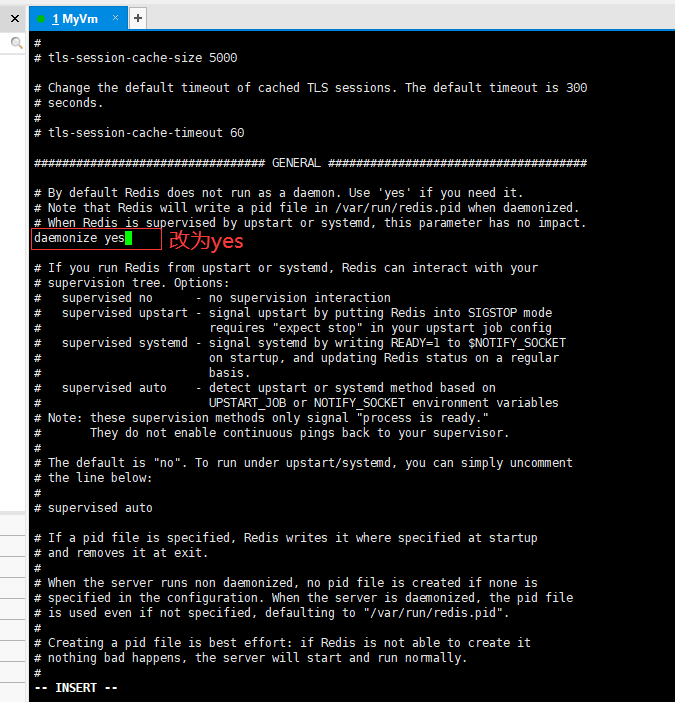 1 MyVm
#
# tls-session-cache-size 5000
# Change the default timeout of cached TLS sessions. The default timeout is 300
# seconds.
#
# tls-session-cache-timeout 60
################################# GENERAL #####################################
# By default Redis does not run as a daemon. Use 'yes' if you need it.
# Note that Redis will write a pid file in /var/run/redis.pid when daemonized.
# When Redis is supervised by upstart or systemd, this parameter has no impact.
daemonize yes 改为yes
# If you run Redis from upstart or systemd, Redis can interact with your
# supervision tree. Options:
#   supervised no      - no supervision interaction
#   supervised upstart - signal upstart by putting Redis into SIGSTOP mode
#                        requires "expect stop" in your upstart job config
#   supervised systemd - signal systemd by writing READY=1 to $NOTIFY_SOCKET
#                        on startup, and updating Redis status on a regular
#                        basis.
#   supervised auto    - detect upstart or systemd method based on
#                        UPSTART_JOB or NOTIFY_SOCKET environment variables
# Note: these supervision methods only signal "process is ready."
#       They do not enable continuous pings back to your supervisor.
#
# The default is "no". To run under upstart/systemd, you can simply uncomment
# the line below:
#
# supervised auto
# If a pid file is specified, Redis writes it where specified at startup
# and removes it at exit.
#
# When the server runs non daemonized, no pid file is created if none is
# specified in the configuration. When the server is daemonized, the pid file
# is used even if not specified, defaulting to "/var/run/redis.pid".
#
# Creating a pid file is best effort: if Redis is not able to create it
# nothing bad happens, the server will start and run normally.
#
-- INSERT --